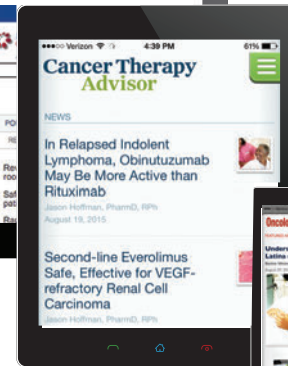 ●●●○○ Verizon 4:39 PM 61%
Cancer Therapy
Advisor
NEWS
In Relapsed Indolent
Lymphoma, Obinutuzumab
May Be More Active than
Rituximab
Jason Hoffman, PharmD, RPh
August 19, 2015
Second-line Everolimus
Safe, Effective for VEGF-
refractory Renal Cell
Carcinoma
Jason Hoffman, PharmD, RPh